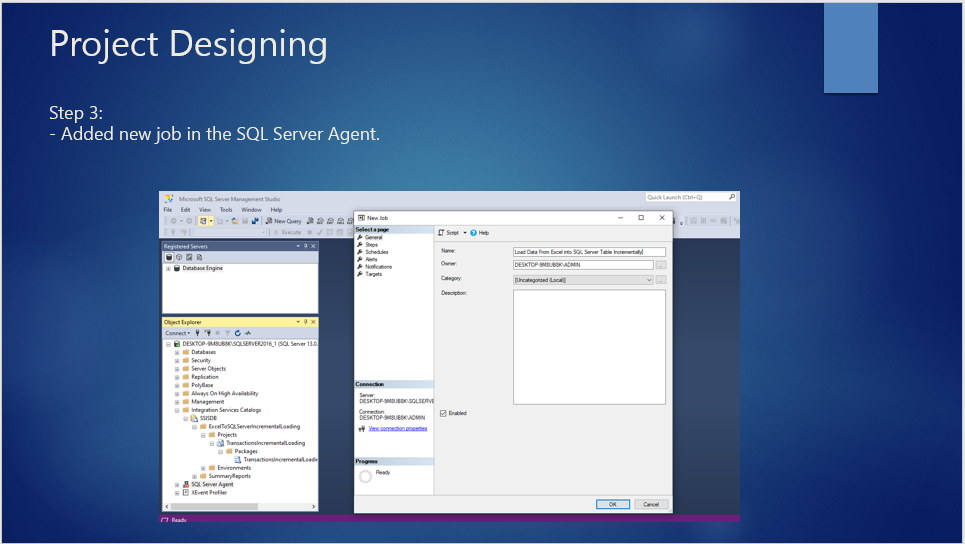 Project Designing
Step 3:
- Added new job in the SQL Server Agent.
Microsoft SQL Server Management Studio
Quick Launch (Ctrl+Q)
File Edit View Tools Window Help
New Query
Execute
Registered Servers
Database Engine
Object Explorer
Connect
DESKTOP-9M8UB8K\SQLSERVER2016_1 (SQL Server 13.0.
Databases
Security
Server Objects
Replication
PolyBase
Always On High Availability
Management
Integration Services Catalogs
SSISDB
ExcelToSQLServerIncrementalLoading
Projects
TransactionsIncrementalLoading
Packages
TransactionsIncrementalLoadin
Environments
SummaryReports
SQL Server Agent
XEvent Profiler
Ready
New Job
Select a page
General
Steps
Schedules
Alerts
Notifications
Targets
Connection
Server:
DESKTOP-9M8UB8K\SQLSERVE
Connection:
DESKTOP-9M8UB8K\ADMIN
View connection properties
Progress
Ready
Script Help
Name: Load Data From Excel into SQL Server Table Incrementally
Owner: DESKTOP-9M8UB8K\ADMIN
Category: [Uncategorized (Local)]
Description:
Enabled
OK Cancel